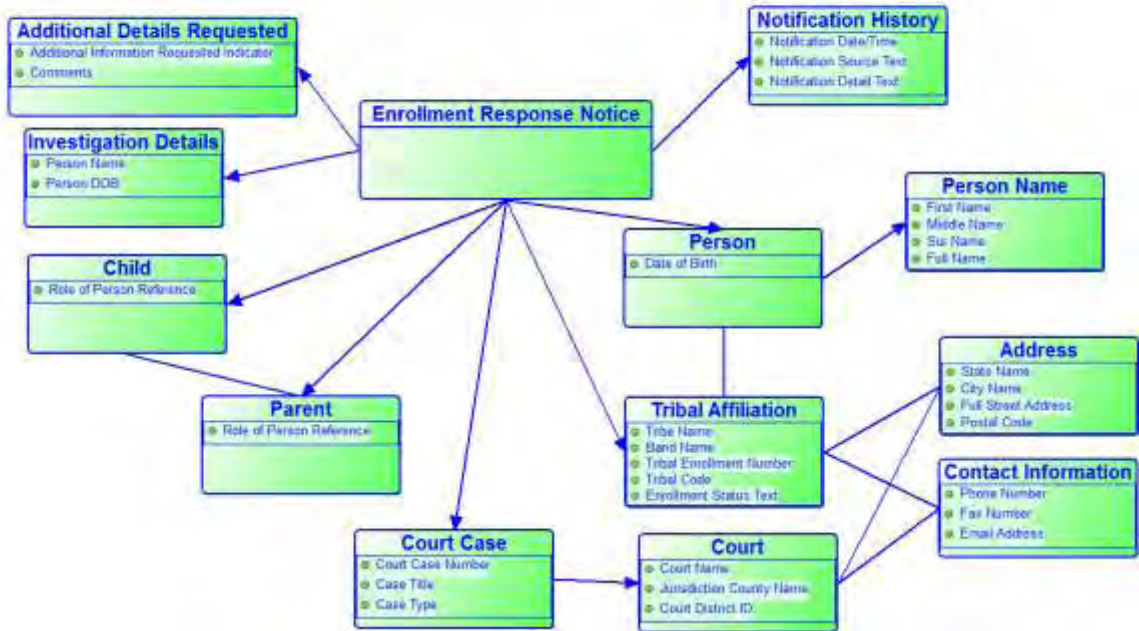 Additional Details Requested
Additional Information Requested Indicator
Comments
Notification History
Notification Date/Time
Notification Source Text
Notification Detail Text
Enrollment Response Notice
Investigation Details
Person Name
Person DOB
Person Name
First Name
Middle Name
Sur Name
Full Name
Person
Date of Birth
Child
Role of Person Reference
Address
State Name
City Name
Full Street Address
Postal Code
Parent
Role of Person Reference
Tribal Affiliation
Tribe Name
Band Name
Tribal Enrollment Number
Tribal Code
Enrollment Status Text
Contact Information
Phone Number
Fax Number
Email Address
Court Case
Court Case Number
Case Title
Case Type
Court
Court Name
Jurisdiction County Name
Court District ID